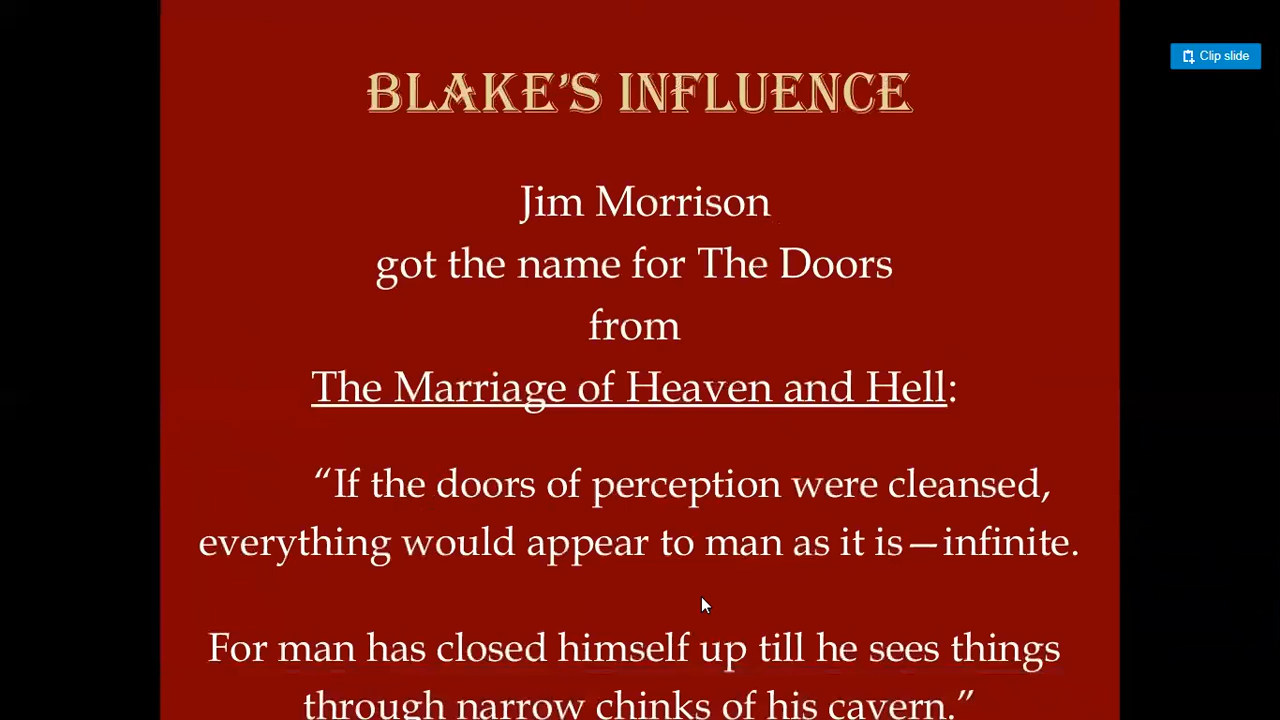 Clip slide
BLAKE'S INFLUENCE
Jim Morrison
got the name for The Doors
from
The Marriage of Heaven and Hell:
“If the doors of perception were cleansed,
everything would appear to man as it is—infinite.
For man has closed himself up till he sees things
through narrow chinks of his cavern.”